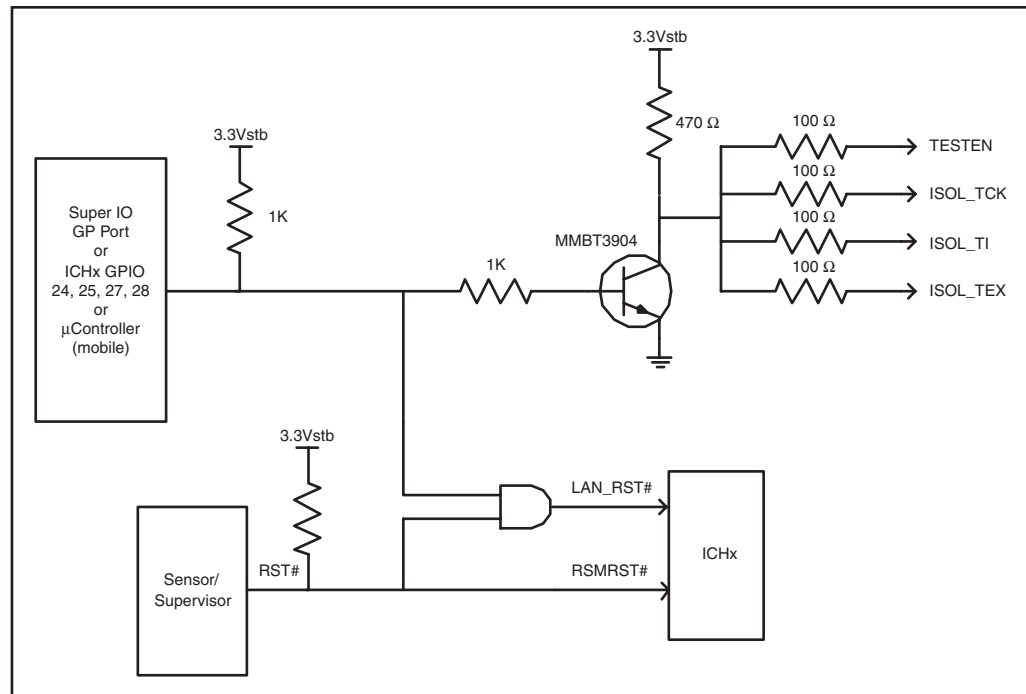 3.3Vstb
470 Ω
100 Ω
TESTEN
100 Ω
ISOL_TCK
100 Ω
ISOL_TI
100 Ω
ISOL_TEX
3.3Vstb
1K
Super IO
GP Port
or
ICHx GPIO
24, 25, 27, 28
or
μController
(mobile)
MMBT3904
1K
3.3Vstb
LAN_RST#
ICHx
RST#
RSMRST#
Sensor/
Supervisor